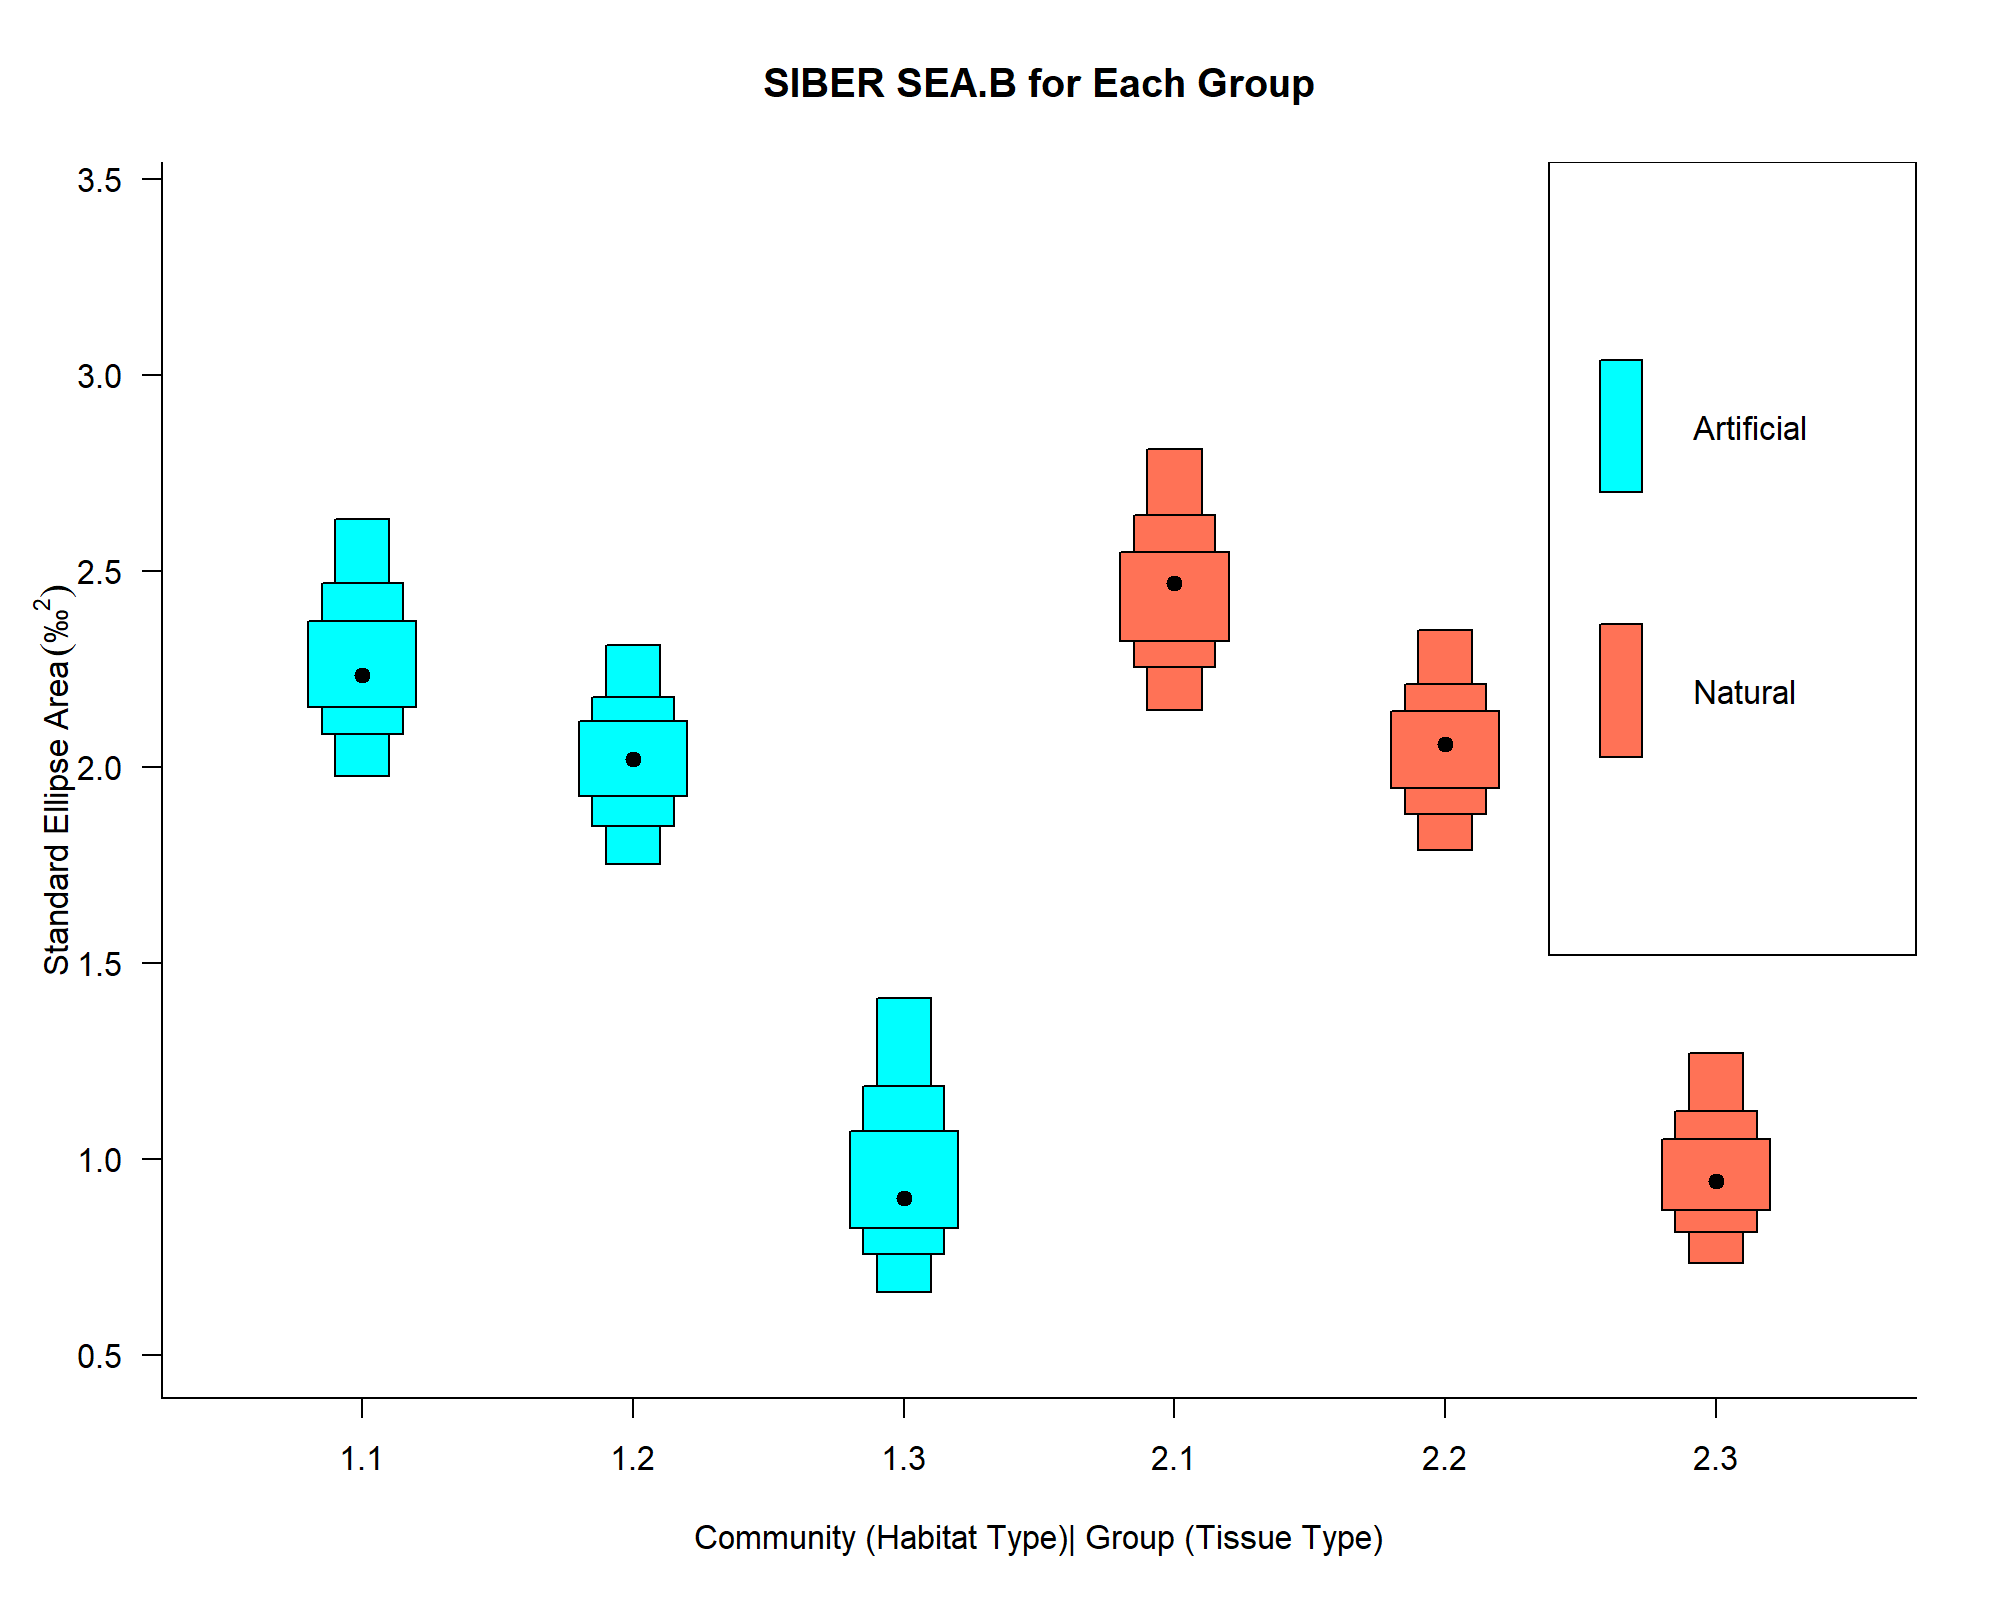 SIBER SEA.B for Each Group
Standard Ellipse Area (‰²)
3.5
3.0
2.5
2.0
1.5
1.0
0.5
Artificial
Natural
1.1 1.2 1.3 2.1 2.2 2.3
Community (Habitat Type)| Group (Tissue Type)